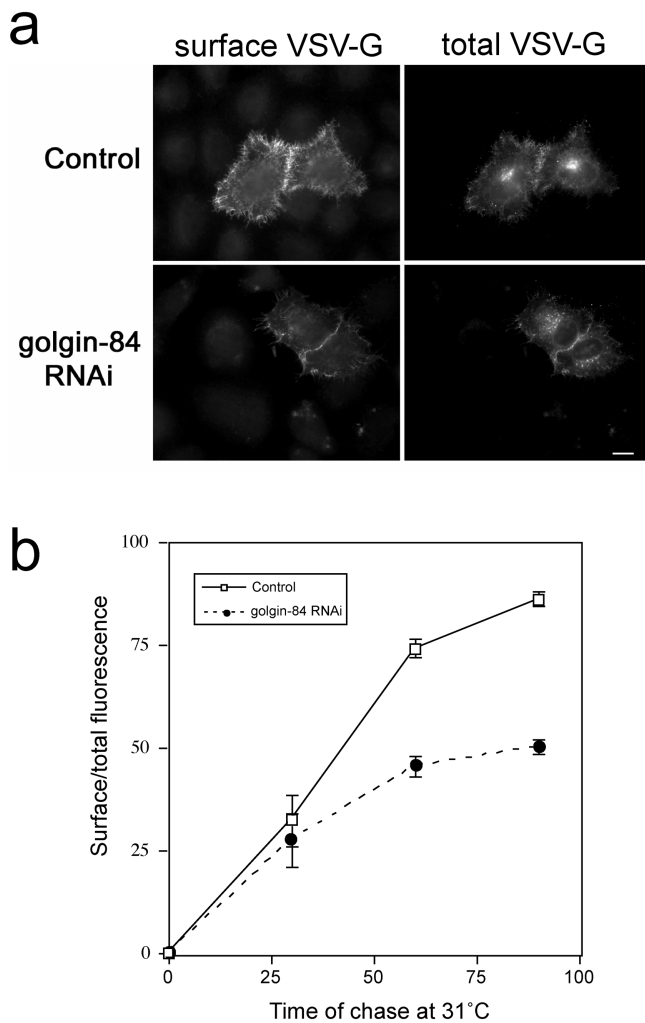 a
surface VSV-G
total VSV-G
Control
golgin-84
RNAi
b
100
75
50
25
0
Control
golgin-84 RNAi
Surface/total fluorescence
0
25
50
75
100
Time of chase at 31°C